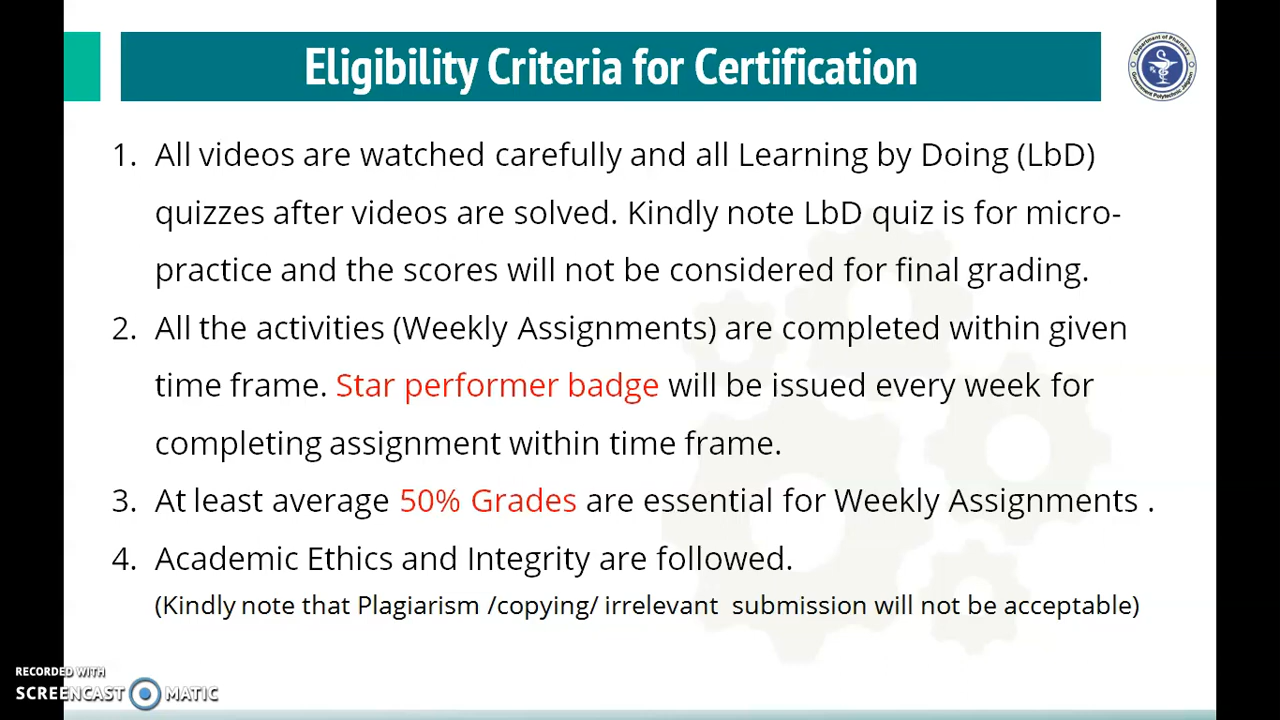 Eligibility Criteria for Certification
Department of Pharmacy
Government Polytechnic
1. All videos are watched carefully and all Learning by Doing (LbD)
quizzes after videos are solved. Kindly note LbD quiz is for micro-
practice and the scores will not be considered for final grading.
2. All the activities (Weekly Assignments) are completed within given
time frame. Star performer badge will be issued every week for
completing assignment within time frame.
3. At least average 50% Grades are essential for Weekly Assignments .
4. Academic Ethics and Integrity are followed.
(Kindly note that Plagiarism /copying/ irrelevant submission will not be acceptable)
RECORDED WITH
SCREENCAST MATIC